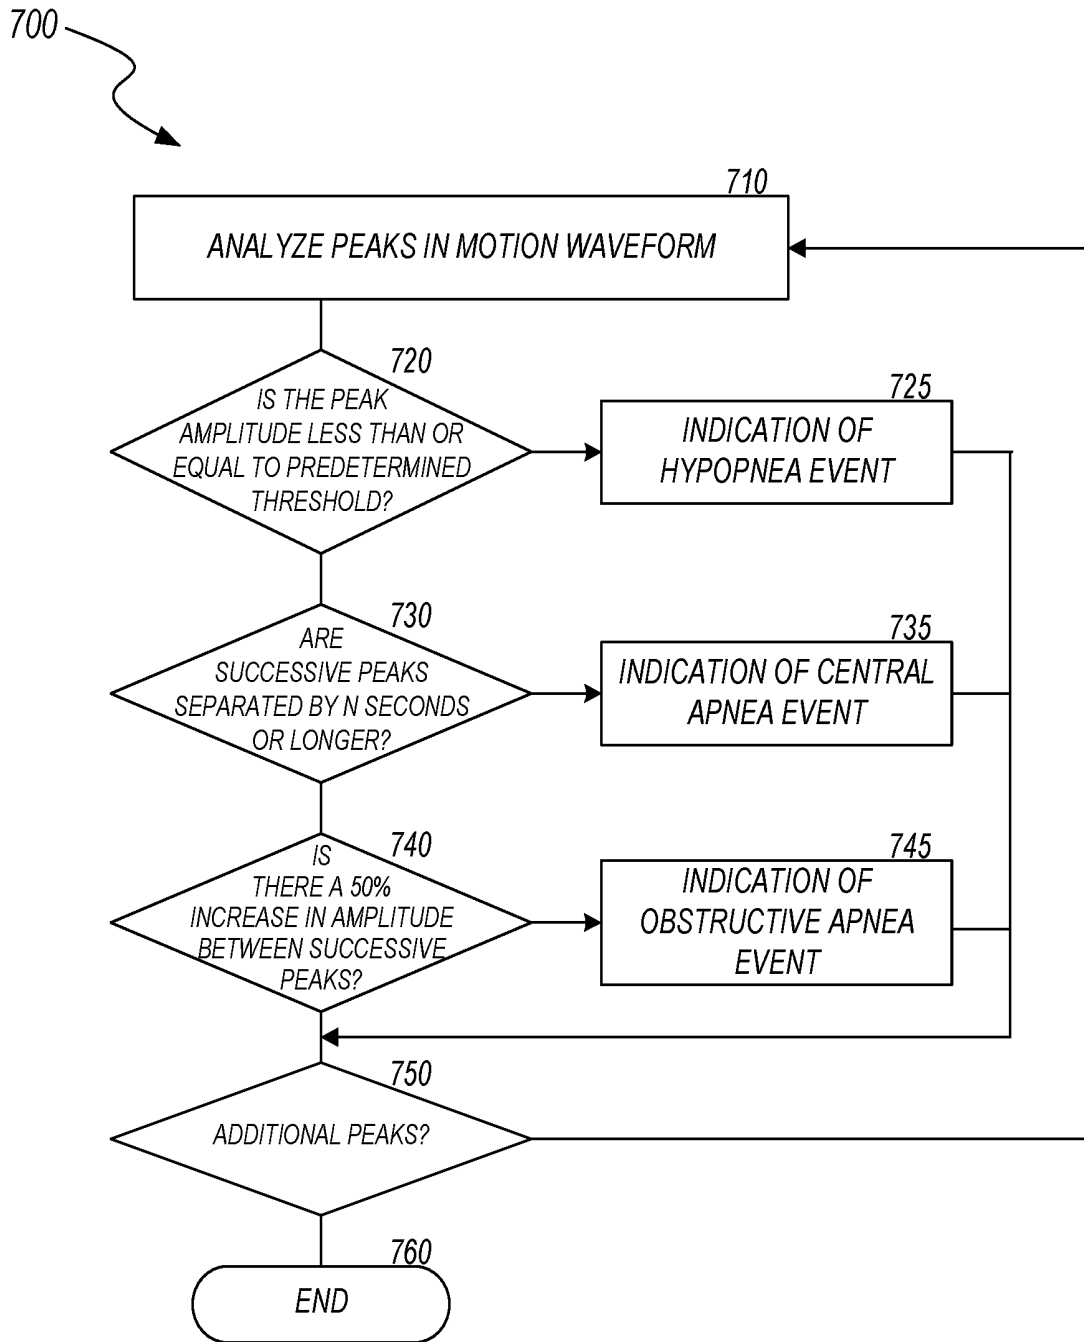 700
710
ANALYZE PEAKS IN MOTION WAVEFORM
720
IS THE PEAK
AMPLITUDE LESS THAN OR
EQUAL TO PREDETERMINED
THRESHOLD?
725
INDICATION OF
HYPOPNEA EVENT
730
ARE
SUCCESSIVE PEAKS
SEPARATED BY N SECONDS
OR LONGER?
735
INDICATION OF CENTRAL
APNEA EVENT
740
IS
THERE A 50%
INCREASE IN AMPLITUDE
BETWEEN SUCCESSIVE
PEAKS?
745
INDICATION OF
OBSTRUCTIVE APNEA
EVENT
750
ADDITIONAL PEAKS?
760
END